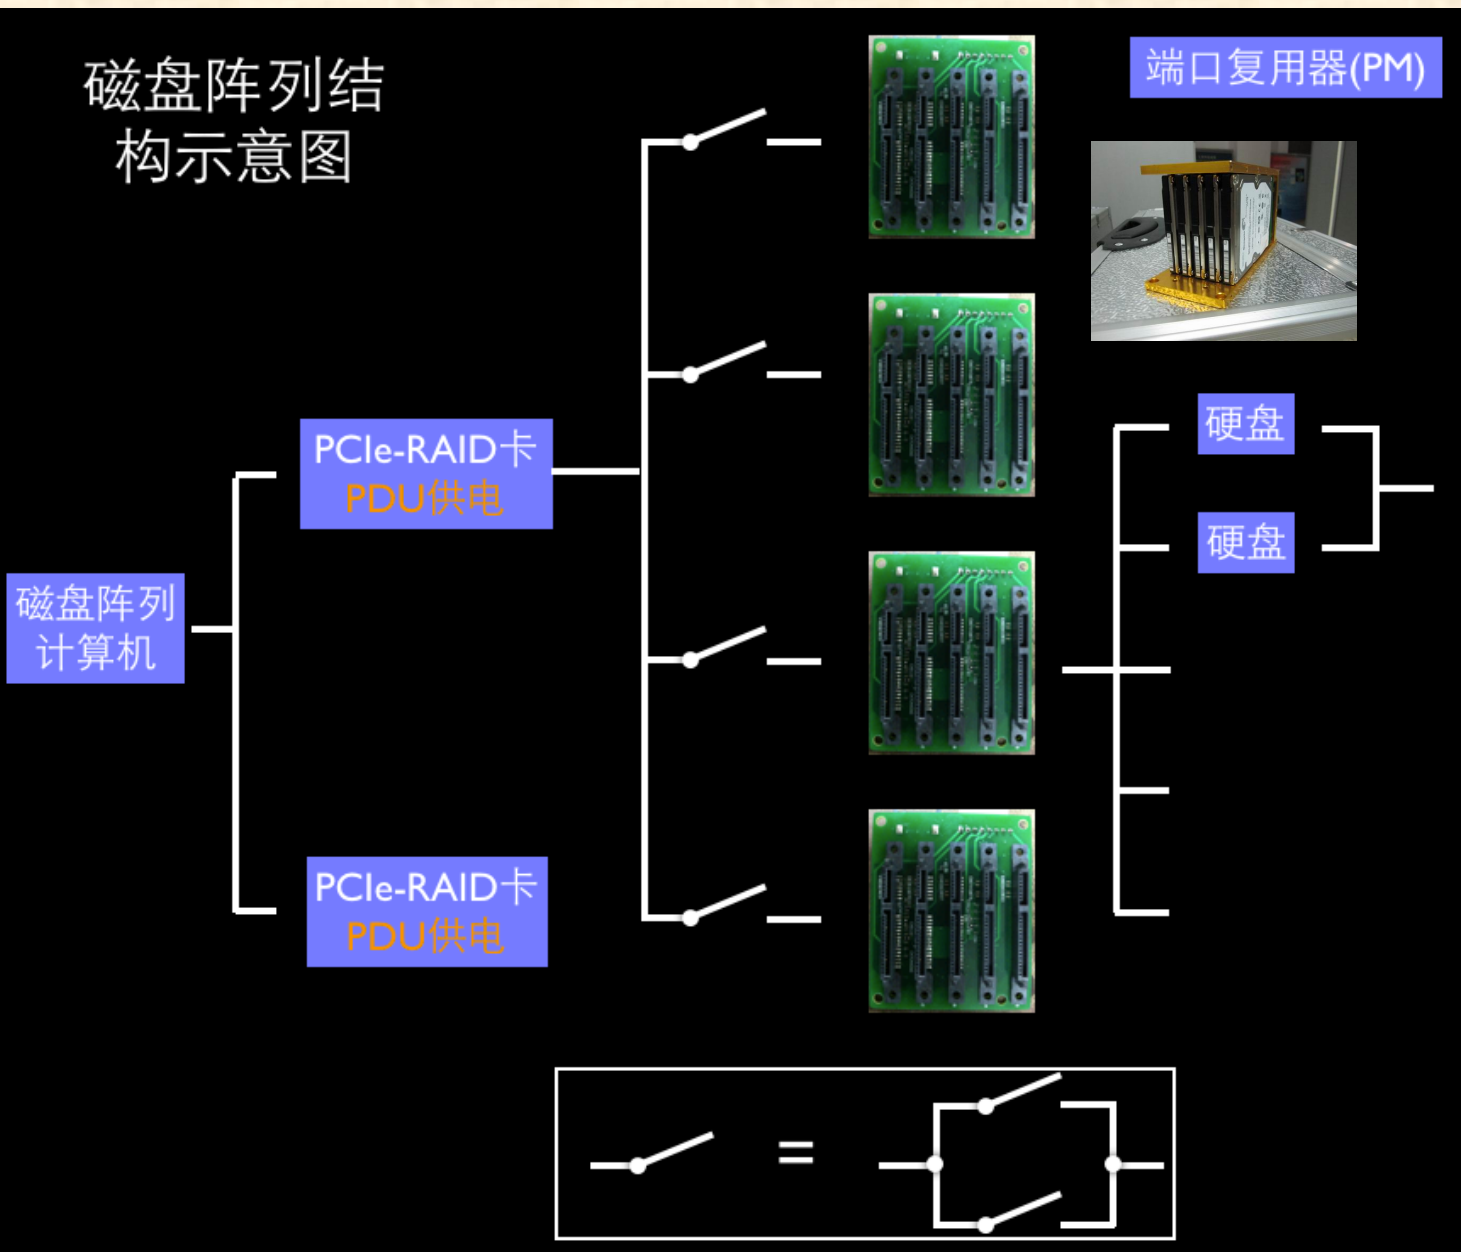 磁盘阵列结
构示意图
端口复用器(PM)
PCIe-RAID卡
PDU供电
硬盘
硬盘
磁盘阵列
计算机
PCIe-RAID卡
PDU供电
=